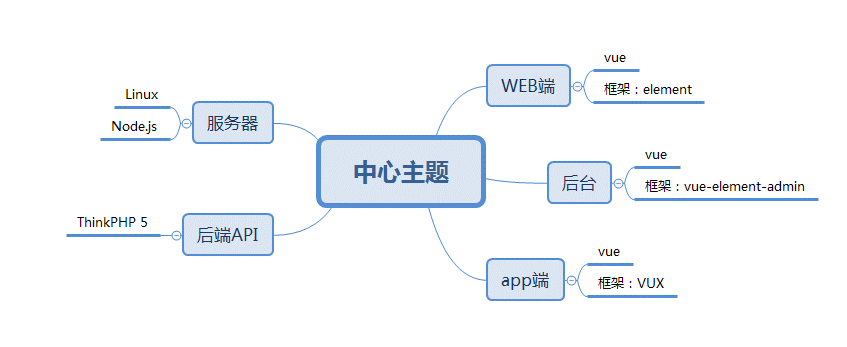 中心主题
WEB端
vue
框架：element
后台
vue
框架：vue-element-admin
app端
vue
框架：VUX
服务器
Linux
Node.js
后端API
ThinkPHP 5